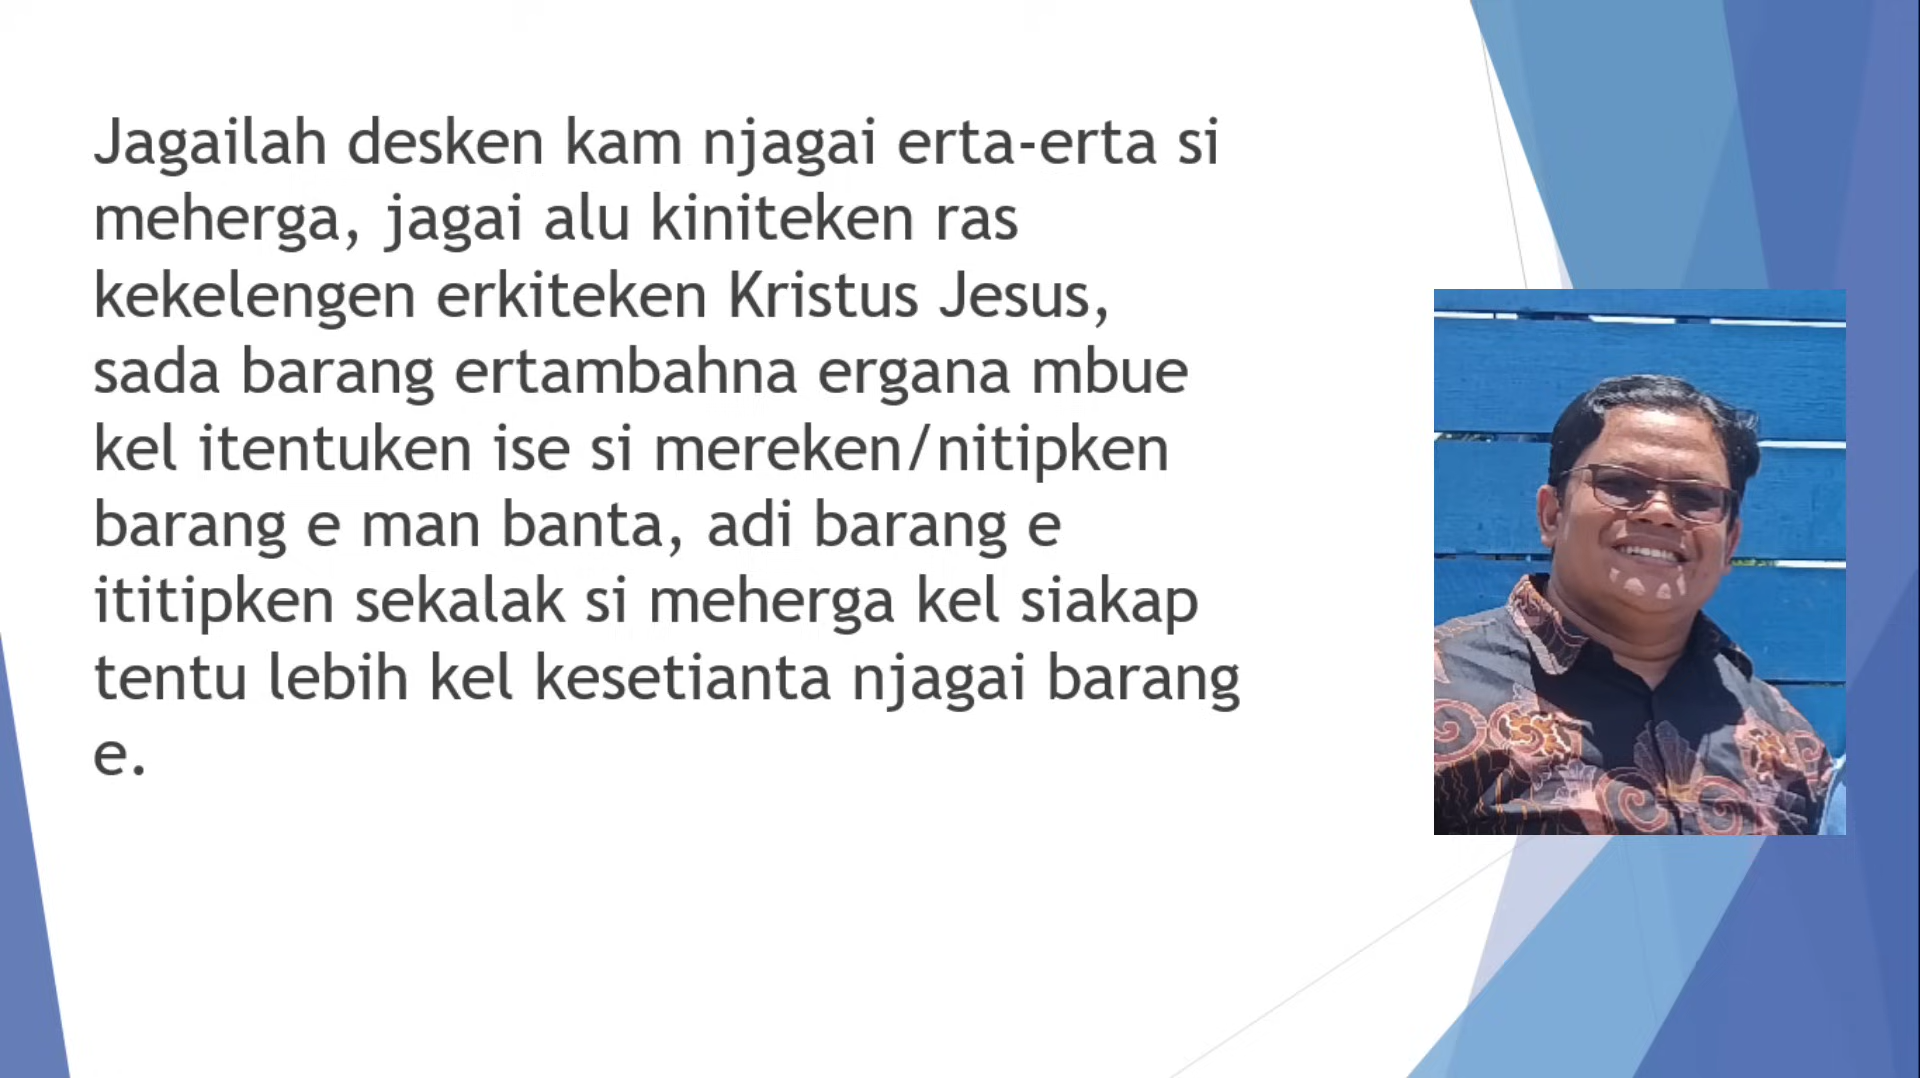 Jagailah desken kam njagai erta-erta si
meherga, jagai alu kiniteken ras
kekelengen erkiteken Kristus Jesus,
sada barang ertambahna ergana mbue
kel itentuken ise si mereken/nitipken
barang e man banta, adi barang e
ititipken sekalak si meherga kel siakap
tentu lebih kel kesetianta njagai barang
e.